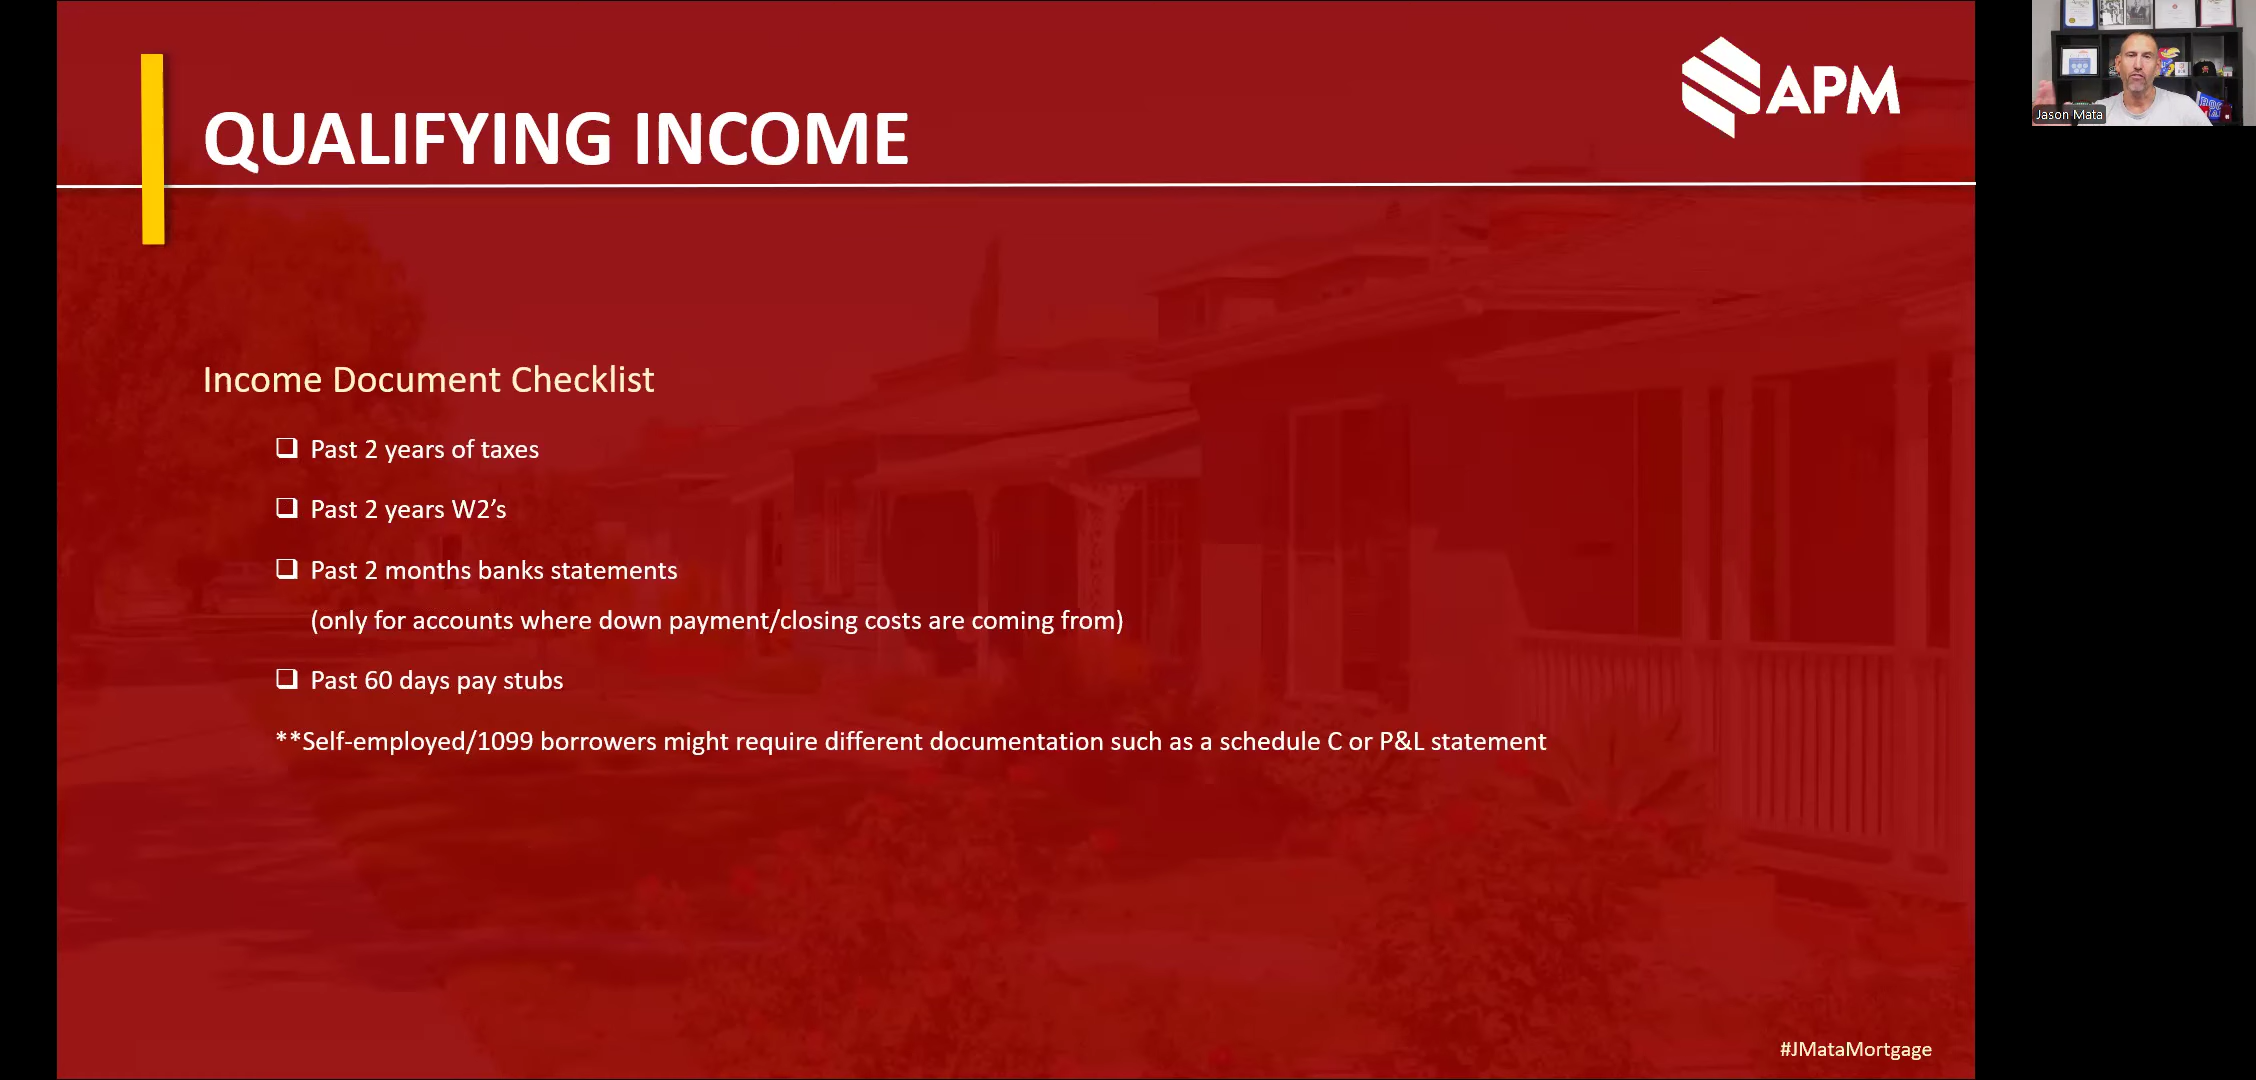 QUALIFYING INCOME
APM
Jason Mata
Income Document Checklist
Past 2 years of taxes
Past 2 years W2’s
Past 2 months banks statements
(only for accounts where down payment/closing costs are coming from)
Past 60 days pay stubs
**Self-employed/1099 borrowers might require different documentation such as a schedule C or P&L statement
#JMataMortgage